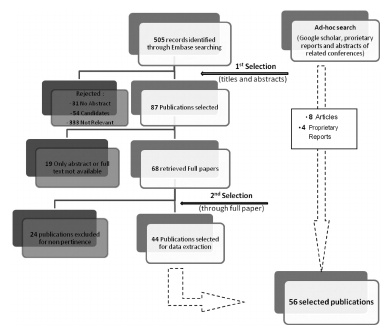 505 records identified
through Embase searching
Ad-hoc search
(Google scholar, proprietary
reports and abstracts of
related conferences)
1st Selection
(titles and abstracts)
Rejected :
- 31 No Abstract
- 54 Candidates
- 333 Not Relevant
87 Publications selected
• 8 Articles
• 4 Proprietary
Reports
19 Only abstract or full
text not available
68 retrieved Full papers
2nd Selection
(through full paper)
24 publications excluded
for non pertinence
44 Publications selected
for data extraction
56 selected publications